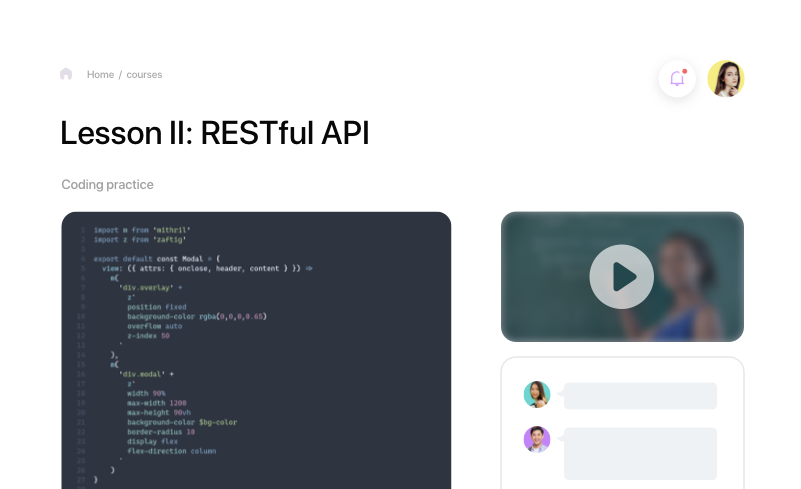 Home / courses
Lesson II: RESTful API
Coding practice
1 import m from 'mithril'
2 import z from 'zaftig'
3
4 export default const Modal = {
5 view: ({ attrs: { onclose, header, content } }) =>
6 m(
7 'div.overlay' +
8 z`
9 position fixed
10 background-color rgba(0,0,0,0.65)
11 overflow auto
12 z-index 50
13 `
14 ),
15 m(
16 'div.modal' +
17 z`
18 width 90%
19 max-width 1200
20 max-height 90vh
21 background-color $bg-color
22 border-radius 10
23 display flex
24 flex-direction column
25 `
26 )
27 }